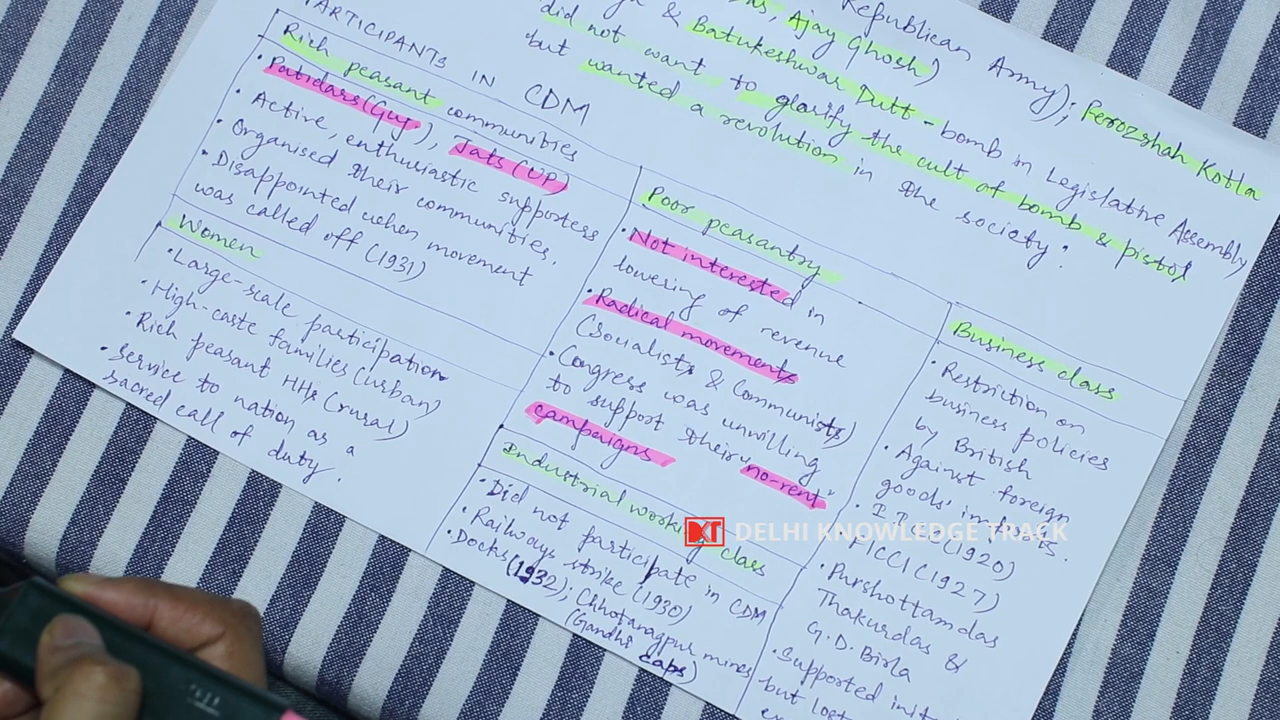 Republican Army); Ferozshah Kotla
Ajay Ghosh)
& Batukeshwar Dutt - bomb in Legislative Assembly
did not want to glorify the cult of bomb & pistol
but wanted a revolution in the society.
PARTICIPANTS IN CDM
Rich peasant communities
• Patidars (Guj), Jats (UP)
• Active, enthusiastic supporters
• Organised their communities.
• Disappointed when movement
was called off (1931)
Women
• Large-scale participation
• High-caste families (urban)
• Rich peasant HHs (rural)
• Service to nation as a
sacred call of duty.
Poor peasantry
• Not interested in
lowering of revenue
• Radical movements
(Socialists & Communists)
• Congress was unwilling
to support their "no-rent"
campaigns
Industrial working class
• Did not participate in CDM
• Railways strike (1930)
• Docks (1932); Chhotanagpur mines
(Gandhi caps)
Business class
• Restriction on
business policies
by British
• Against foreign
goods' imports.
(1920)
FICCI (1927)
• Purshottamdas
Thakurdas &
G.D. Birla
• Supported
but lost
DKT DELHI KNOWLEDGE TRACK